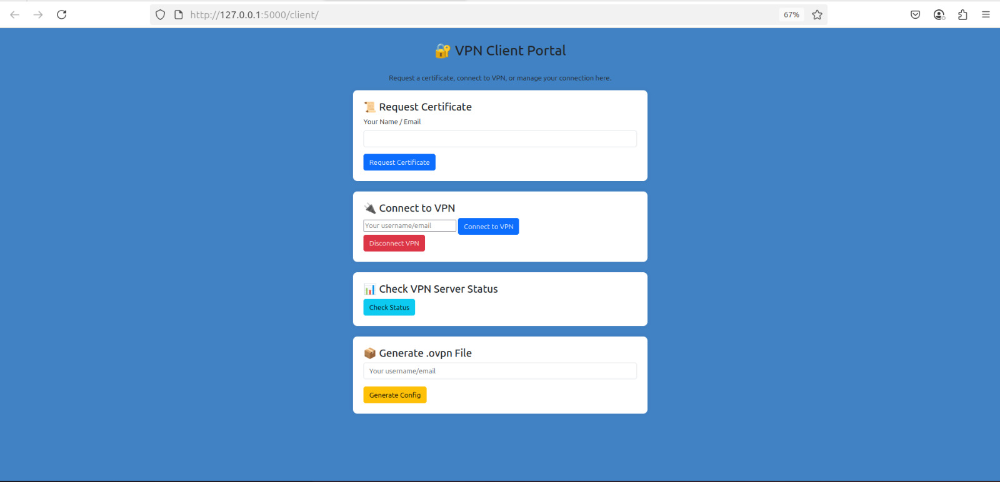 http://127.0.0.1:5000/client/
67%
🔐 VPN Client Portal
Request a certificate, connect to VPN, or manage your connection here.
📜 Request Certificate
Your Name / Email
Request Certificate
🔌 Connect to VPN
Your username/email
Connect to VPN
Disconnect VPN
📊 Check VPN Server Status
Check Status
📦 Generate .ovpn File
Your username/email
Generate Config